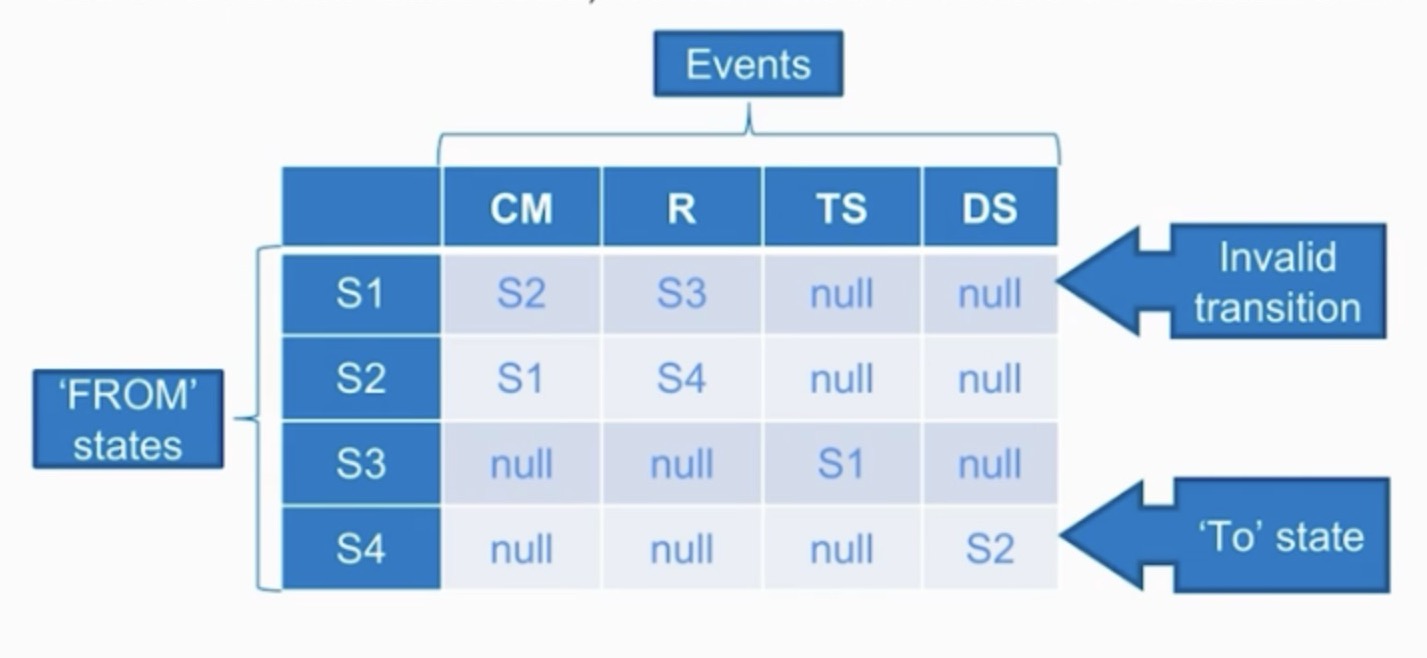 Events
CM R TS DS
S1 S2 S3 null null
Invalid
transition
S2 S1 S4 null null
‘FROM’
states
S3 null null S1 null
S4 null null null S2
‘To’ state